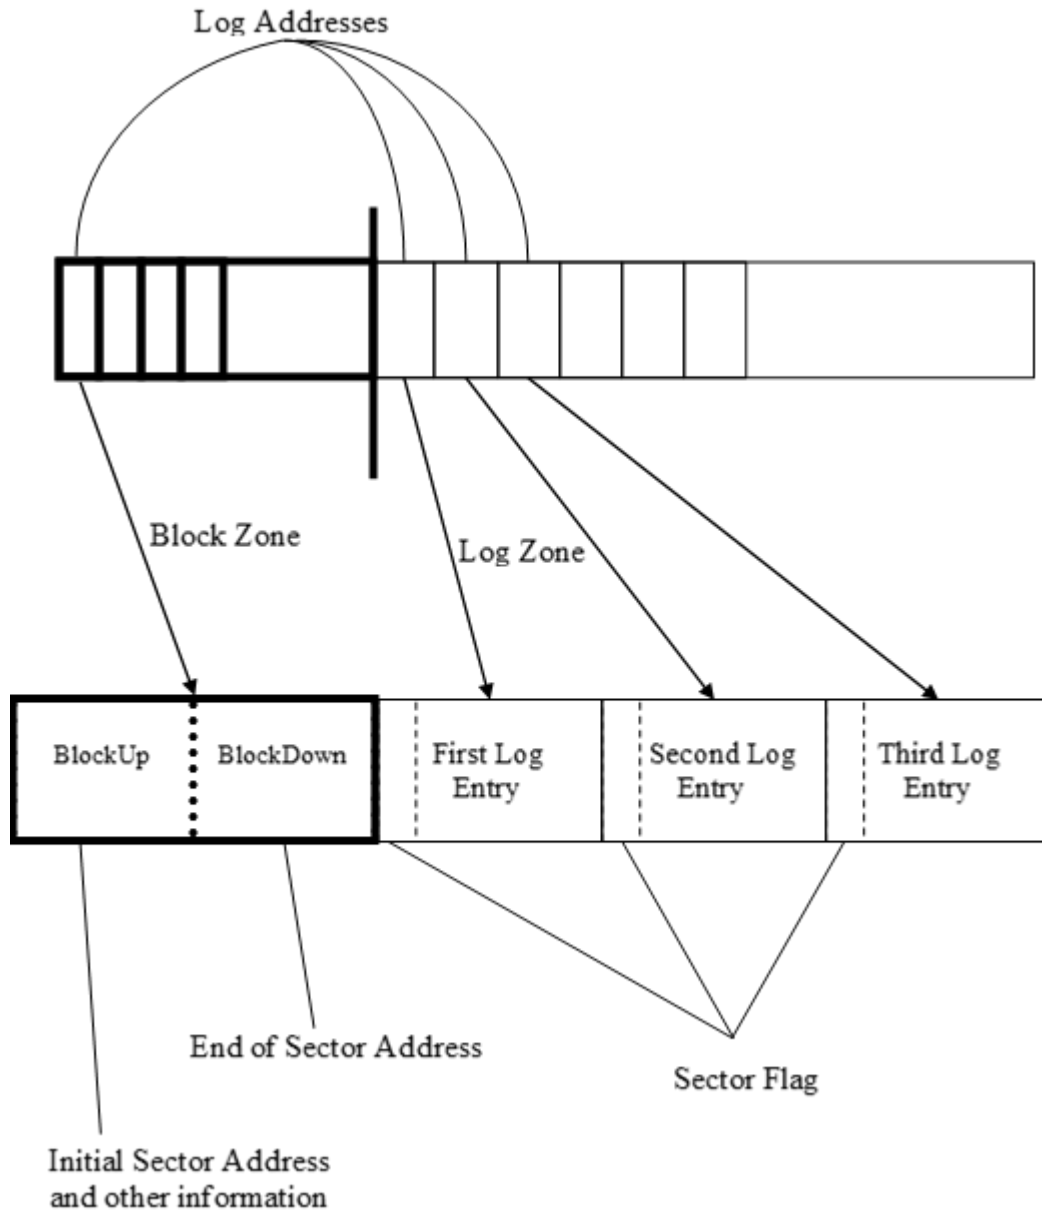 Log Addresses
Block Zone
Log Zone
BlockUp
BlockDown
First Log
Entry
Second Log
Entry
Third Log
Entry
End of Sector Address
Sector Flag
Initial Sector Address
and other information